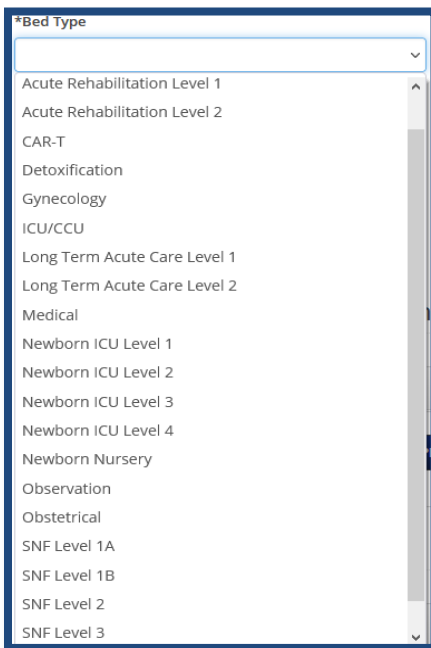 *Bed Type
Acute Rehabilitation Level 1
Acute Rehabilitation Level 2
CAR-T
Detoxification
Gynecology
ICU/CCU
Long Term Acute Care Level 1
Long Term Acute Care Level 2
Medical
Newborn ICU Level 1
Newborn ICU Level 2
Newborn ICU Level 3
Newborn ICU Level 4
Newborn Nursery
Observation
Obstetrical
SNF Level 1A
SNF Level 1B
SNF Level 2
SNF Level 3